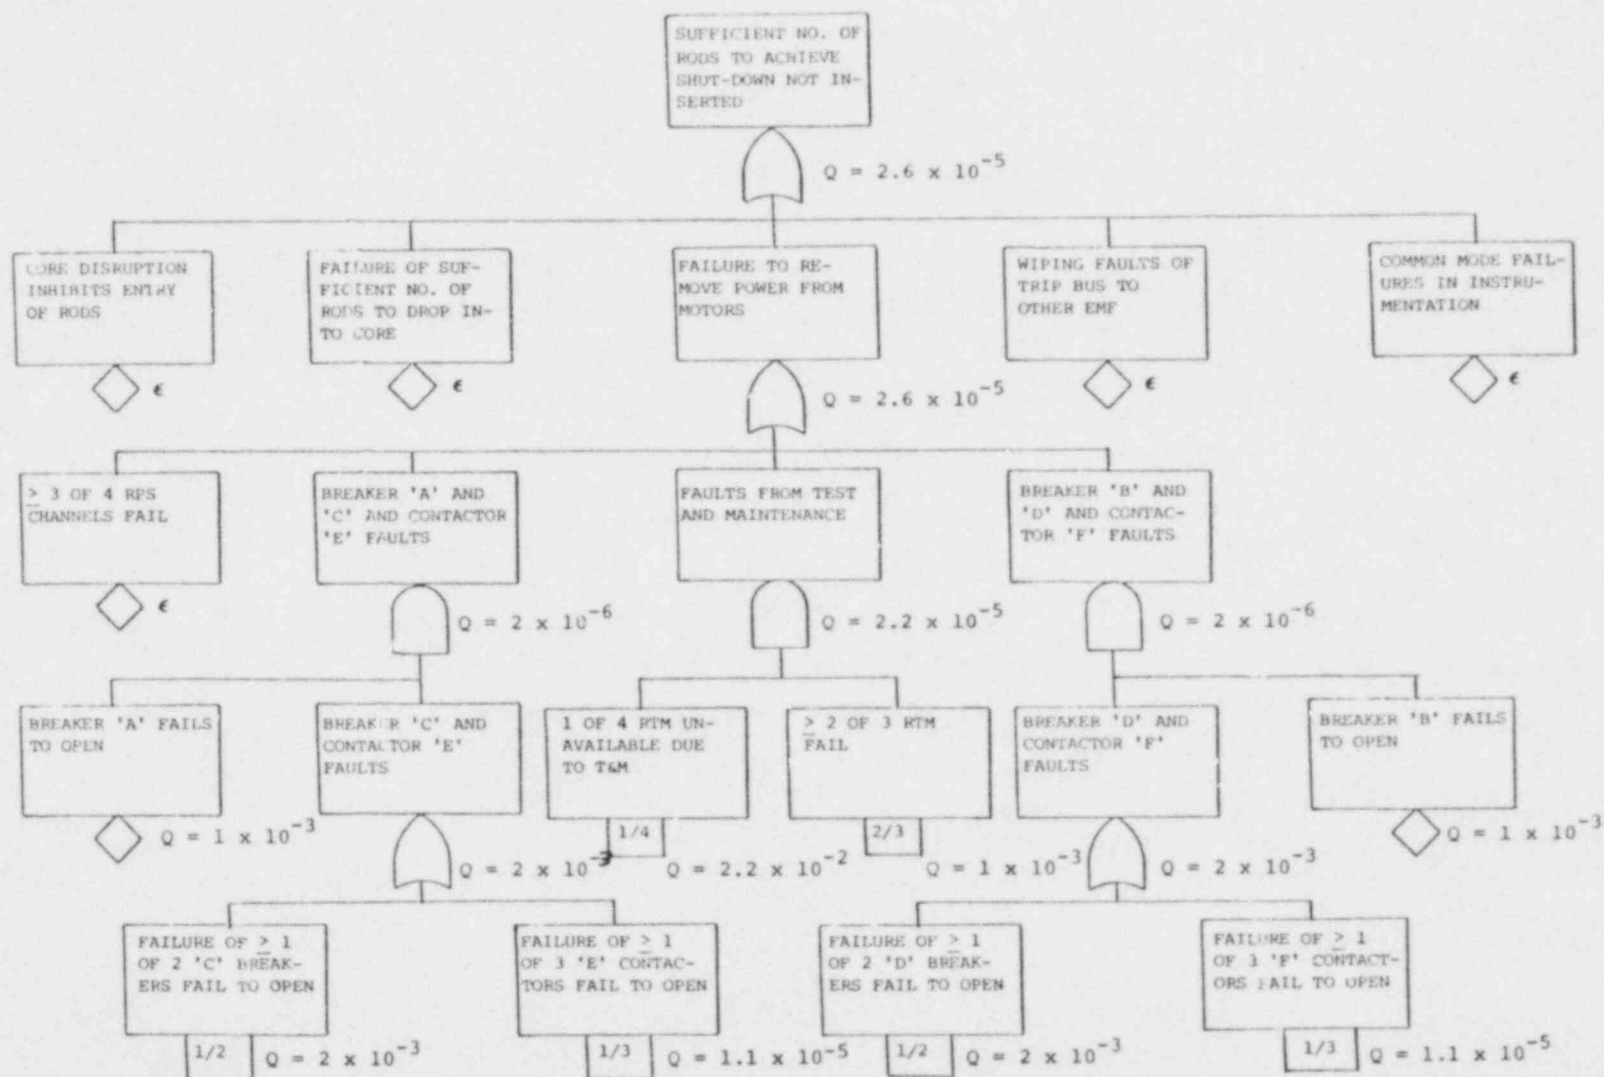 SUFFICIENT NO. OF
RODS TO ACHIEVE
SHUT-DOWN NOT IN-
SERTED
Q = 2.6 x 10⁻⁵
CORE DISRUPTION
INHIBITS ENTRY
OF RODS
ϵ
FAILURE OF SUF-
FICIENT NO. OF
RODS TO DROP IN-
TO CORE
ϵ
FAILURE TO RE-
MOVE POWER FROM
MOTORS
Q = 2.6 x 10⁻⁵
WIPING FAULTS OF
TRIP BUS TO
OTHER EMF
ϵ
COMMON MODE FAIL-
URES IN INSTRU-
MENTATION
ϵ
≥ 3 OF 4 RPS
CHANNELS FAIL
ϵ
BREAKER 'A' AND
'C' AND CONTACTOR
'E' FAULTS
Q = 2 x 10⁻⁶
FAULTS FROM TEST
AND MAINTENANCE
Q = 2.2 x 10⁻⁵
BREAKER 'B' AND
'D' AND CONTAC-
TOR 'F' FAULTS
Q = 2 x 10⁻⁶
BREAKER 'A' FAILS
TO OPEN
Q = 1 x 10⁻³
BREAKER 'C' AND
CONTACTOR 'E'
FAULTS
Q = 2 x 10⁻³
1 OF 4 RTM UN-
AVAILABLE DUE
TO T&M
1/4
Q = 2.2 x 10⁻²
≥ 2 OF 3 RTM
FAIL
2/3
Q = 1 x 10⁻³
BREAKER 'D' AND
CONTACTOR 'F'
FAULTS
Q = 2 x 10⁻³
BREAKER 'B' FAILS
TO OPEN
Q = 1 x 10⁻³
FAILURE OF ≥ 1
OF 2 'C' BREAK-
ERS FAIL TO OPEN
1/2
Q = 2 x 10⁻³
FAILURE OF ≥ 1
OF 3 'E' CONTAC-
TORS FAIL TO OPEN
1/3
Q = 1.1 x 10⁻⁵
FAILURE OF ≥ 1
OF 2 'D' BREAK-
ERS FAIL TO OPEN
1/2
Q = 2 x 10⁻³
FAILURE OF ≥ 1
OF 3 'F' CONTACT-
ORS FAIL TO OPEN
1/3
Q = 1.1 x 10⁻⁵